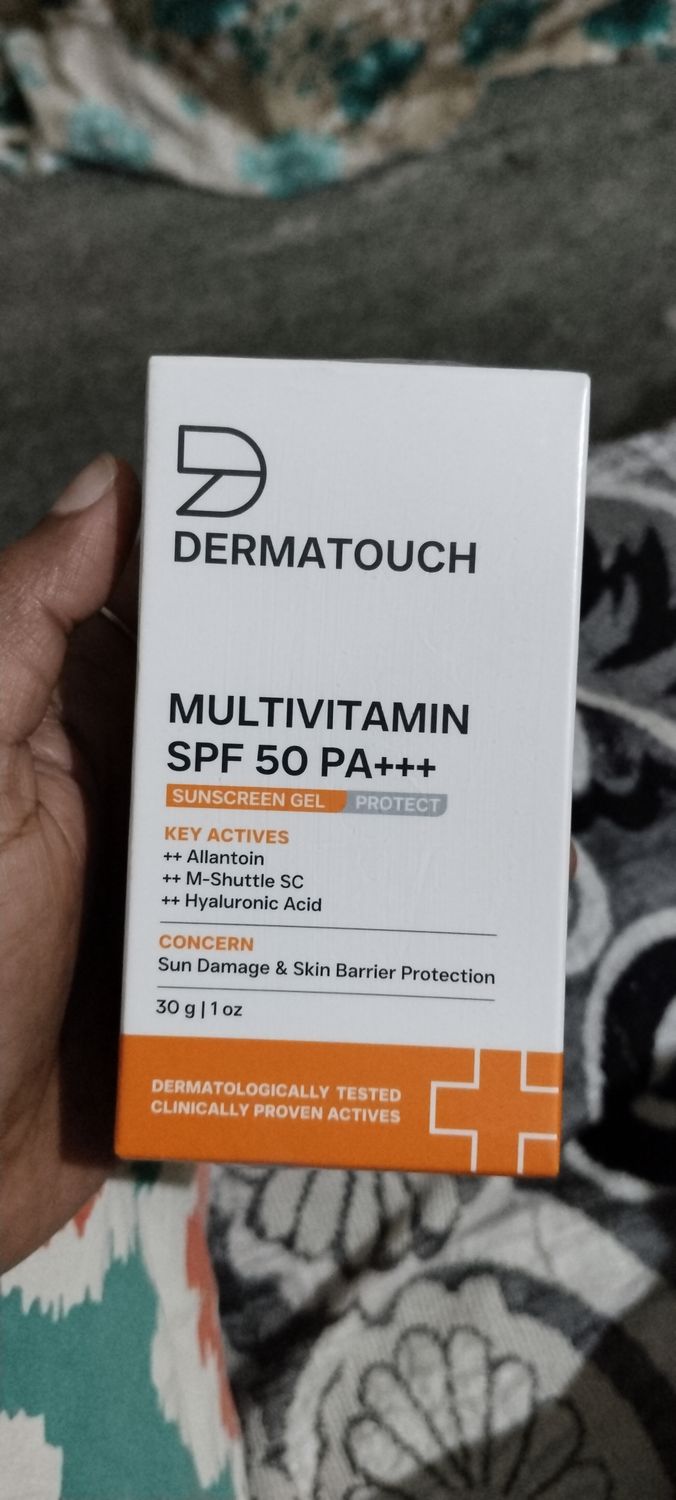 DERMATOUCH
MULTIVITAMIN
SPF 50 PA+++
SUNSCREEN GEL PROTECT
KEY ACTIVES
++ Allantoin
++ M-Shuttle SC
++ Hyaluronic Acid
CONCERN
Sun Damage & Skin Barrier Protection
30 g | 1 oz
DERMATOLOGICALLY TESTED
CLINICALLY PROVEN ACTIVES